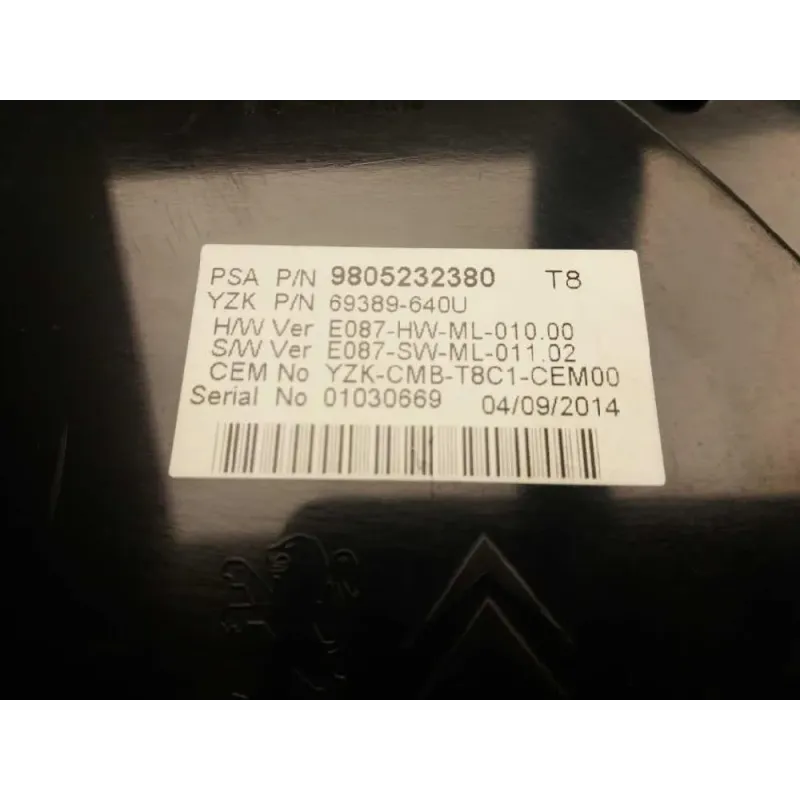 PSA P/N 9805232380 T8
YZK P/N 69389-640U
H/W Ver E087-HW-ML-010.00
S/W Ver E087-SW-ML-011.02
CEM No YZK-CMB-T8C1-CEM00
Serial No 01030669 04/09/2014